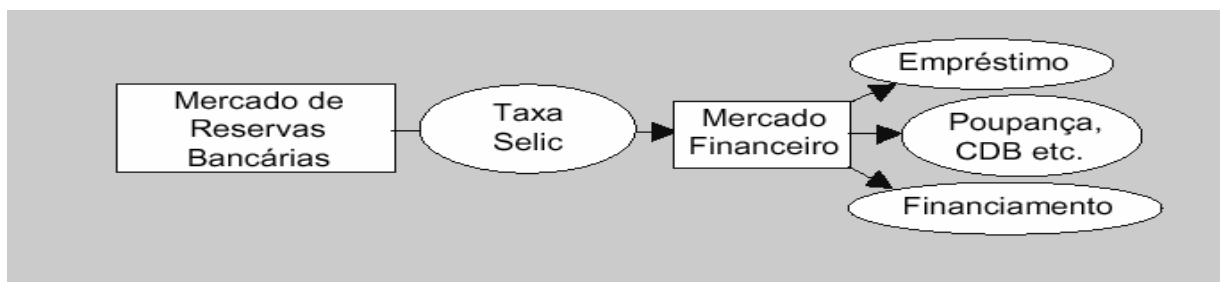 Mercado de
Reservas
Bancárias
Taxa
Selic
Mercado
Financeiro
Empréstimo
Poupança,
CDB etc.
Financiamento